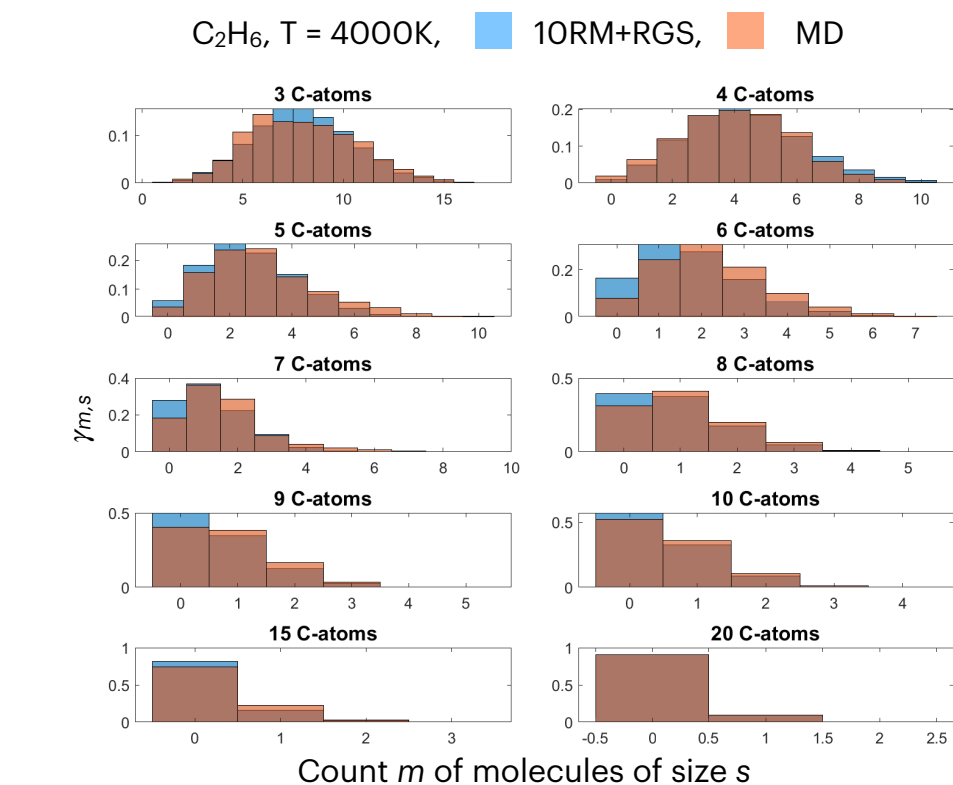 C₂H₆, T = 4000K, 10RM+RGS, MD
3 C-atoms
0.1
0
0 5 10 15
4 C-atoms
0.2
0.1
0
0 2 4 6 8 10
5 C-atoms
0.2
0.1
0
0 2 4 6 8 10
6 C-atoms
0.2
0
0 1 2 3 4 5 6 7
7 C-atoms
0.4
0.2
0
0 2 4 6 8 10
8 C-atoms
0.5
0
0 1 2 3 4 5
9 C-atoms
0.5
0
0 1 2 3 4 5
10 C-atoms
0.5
0
0 1 2 3 4
15 C-atoms
1
0.5
0
0 1 2 3
20 C-atoms
1
0.5
0
-0.5 0 0.5 1 1.5 2 2.5
γm,s
Count m of molecules of size s